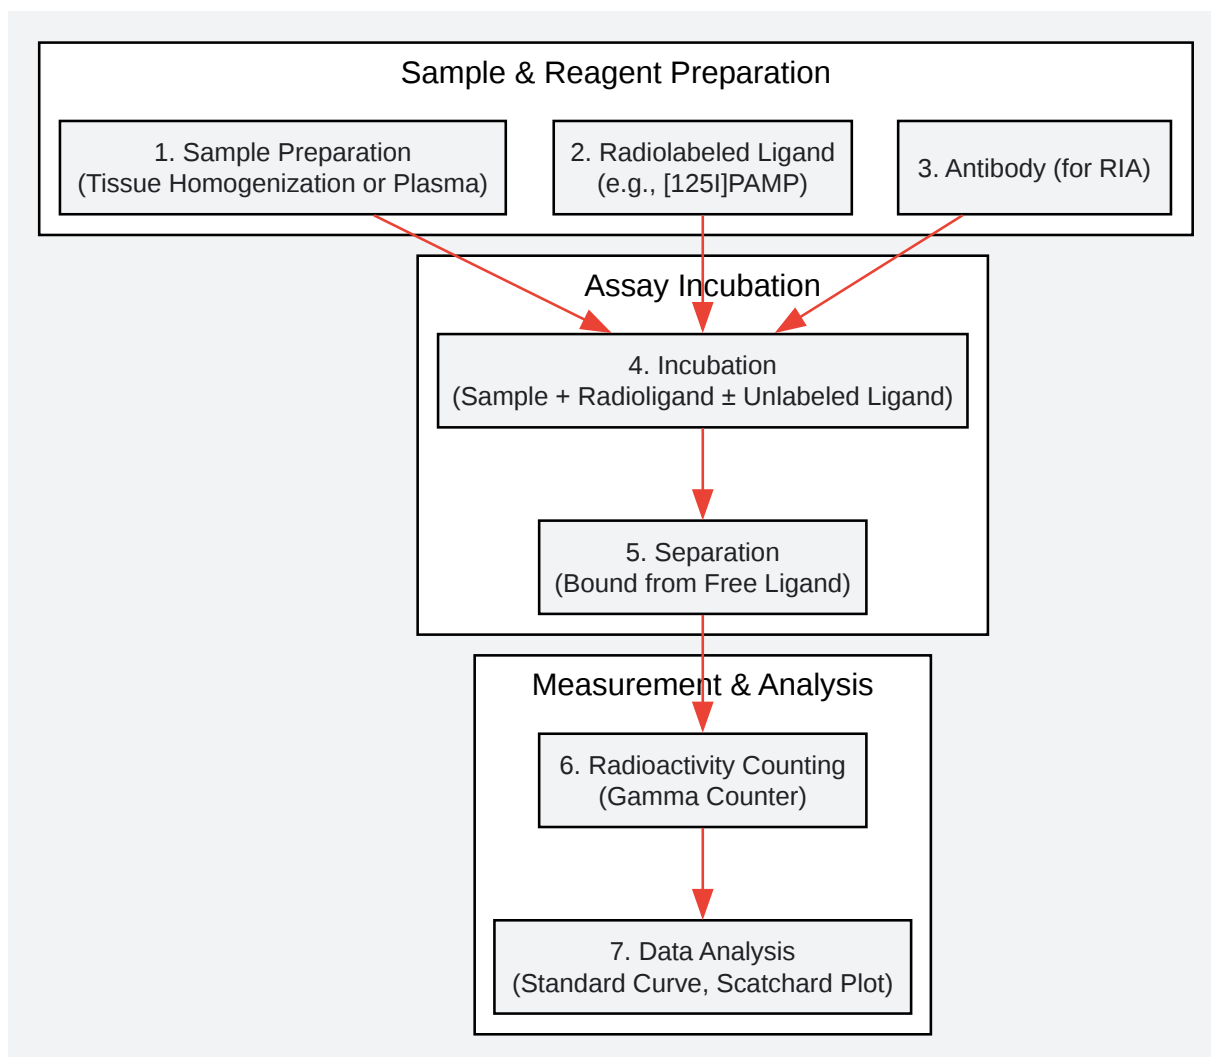 Sample & Reagent Preparation
1. Sample Preparation
(Tissue Homogenization or Plasma)
2. Radiolabeled Ligand
(e.g., [125I]PAMP)
3. Antibody (for RIA)
Assay Incubation
4. Incubation
(Sample + Radioligand ± Unlabeled Ligand)
5. Separation
(Bound from Free Ligand)
Measurement & Analysis
6. Radioactivity Counting
(Gamma Counter)
7. Data Analysis
(Standard Curve, Scatchard Plot)